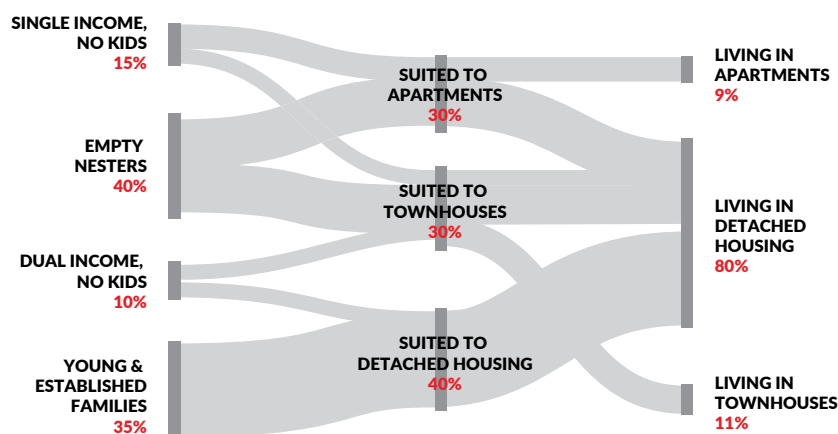 SINGLE INCOME,
NO KIDS
15%
EMPTY
NESTERS
40%
DUAL INCOME,
NO KIDS
10%
YOUNG &
ESTABLISHED
FAMILIES
35%
SUITED TO
APARTMENTS
30%
SUITED TO
TOWNHOUSES
30%
SUITED TO
DETACHED HOUSING
40%
LIVING IN
APARTMENTS
9%
LIVING IN
DETACHED
HOUSING
80%
LIVING IN
TOWNHOUSES
11%